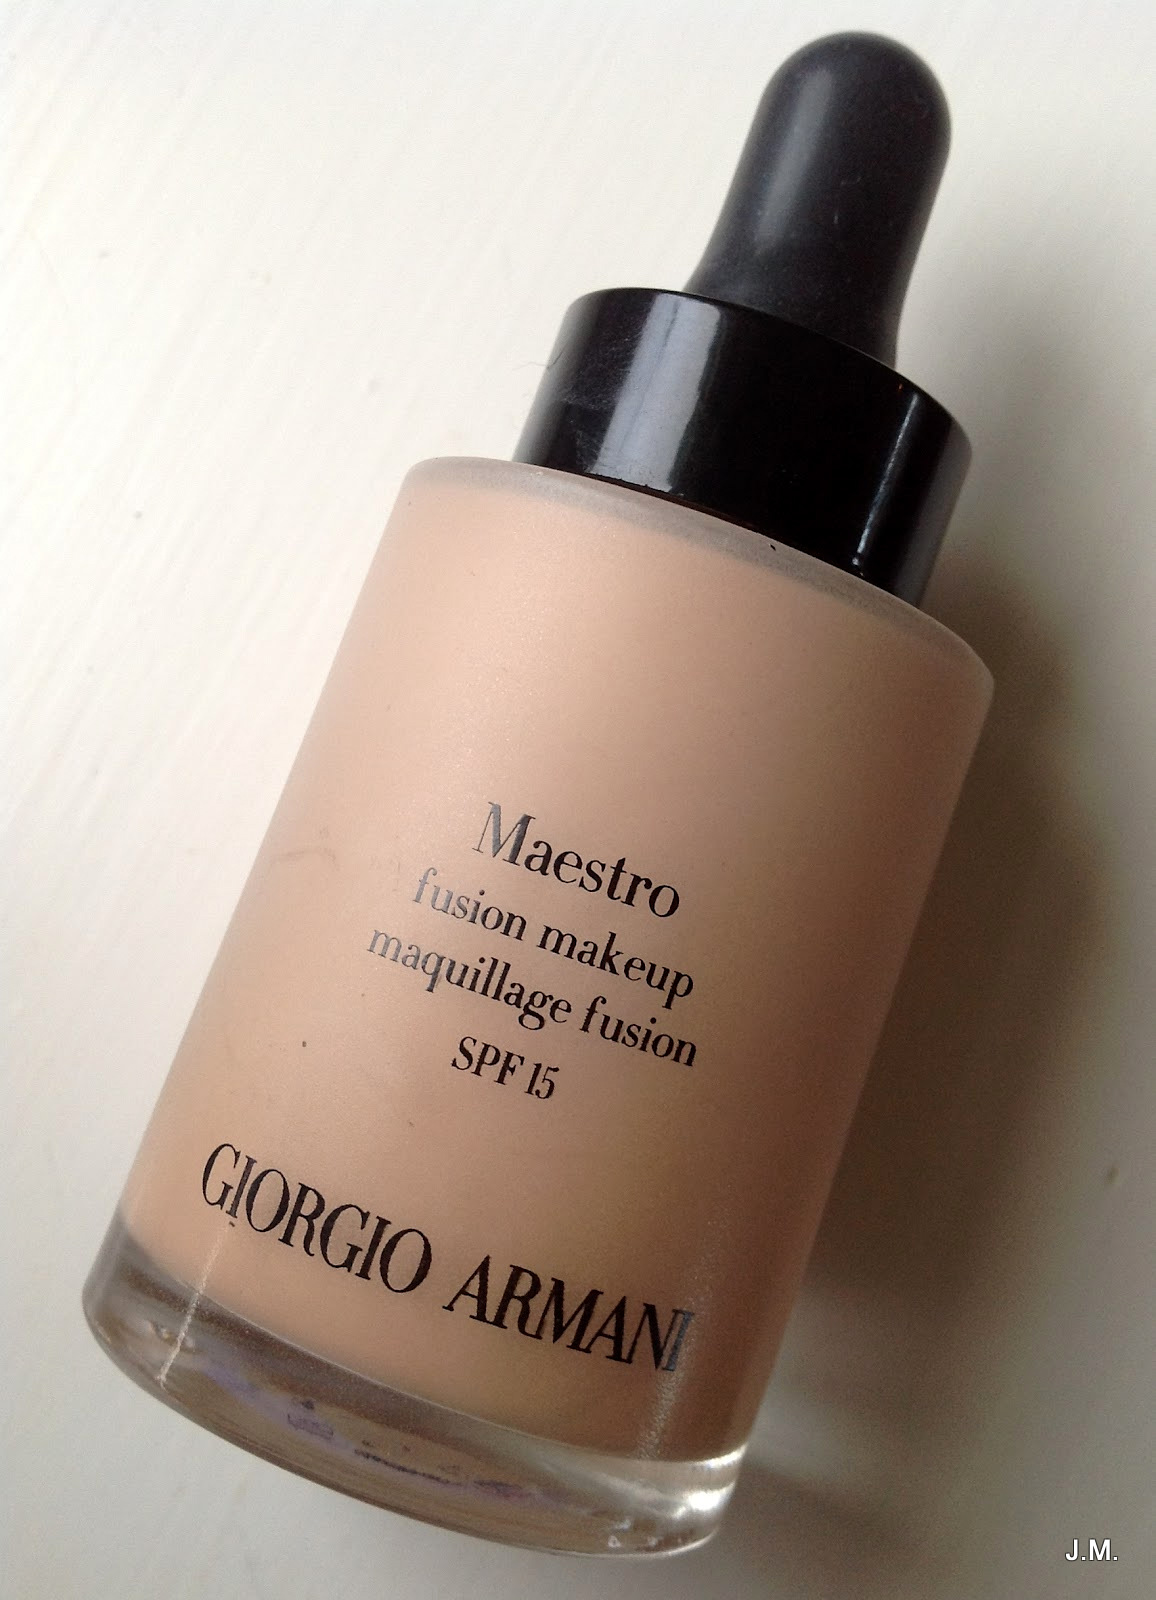 Maestro
fusion makeup
maquillage fusion
SPF 15
GIORGIO ARMANI
J.M.